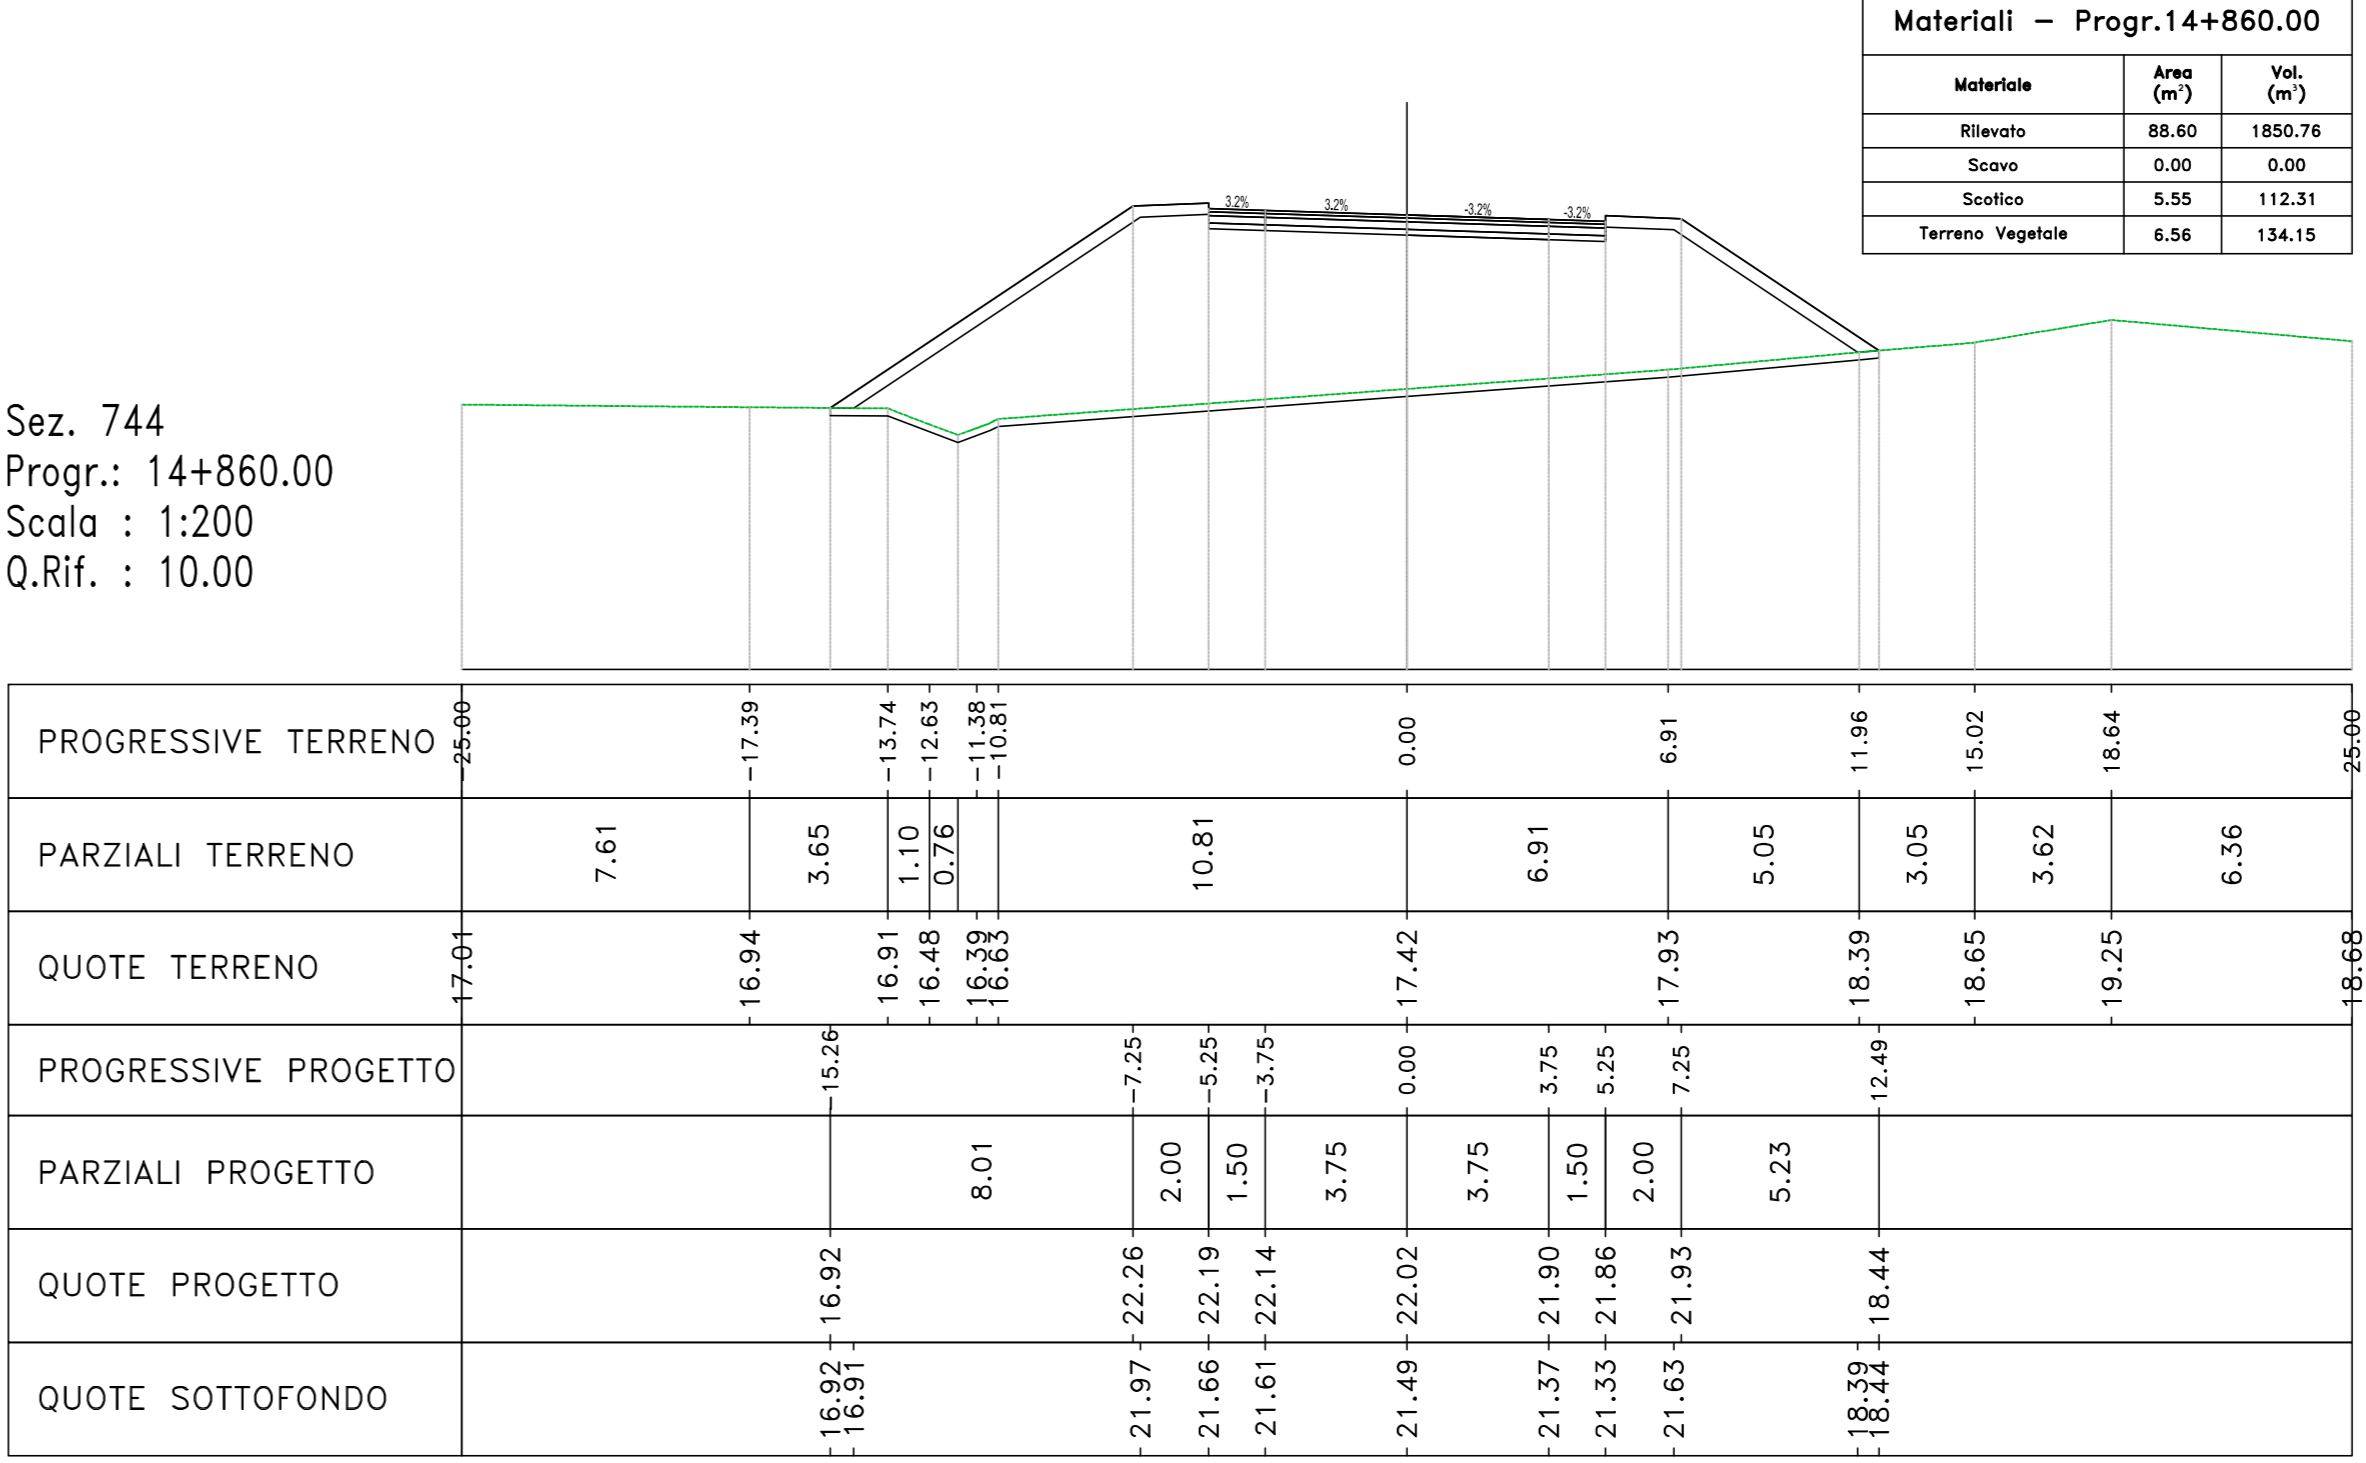 Materiali – Progr.14+860.00
Materiale Area (m²) Vol. (m³)
Rilevato 88.60 1850.76
Scavo 0.00 0.00
Scotico 5.55 112.31
Terreno Vegetale 6.56 134.15
3.2% 3.2% -3.2% -3.2%
Sez. 744
Progr.: 14+860.00
Scala : 1:200
Q.Rif. : 10.00
PROGRESSIVE TERRENO -25.00 -17.39 -13.74 -12.63 -11.38 -10.81 0.00 6.91 11.96 15.02 18.64 25.00
PARZIALI TERRENO 7.61 3.65 1.10 0.76 10.81 6.91 5.05 3.05 3.62 6.36
QUOTE TERRENO 17.01 16.94 16.91 16.48 16.39 16.63 17.42 17.93 18.39 18.65 19.25 18.68
PROGRESSIVE PROGETTO -15.26 -7.25 -5.25 -3.75 0.00 3.75 5.25 7.25 12.49
PARZIALI PROGETTO 8.01 2.00 1.50 3.75 3.75 1.50 2.00 5.23
QUOTE PROGETTO 16.92 22.26 22.19 22.14 22.02 21.90 21.86 21.93 18.44
QUOTE SOTTOFONDO 16.92 16.91 21.97 21.66 21.61 21.49 21.37 21.33 21.63 18.39 18.44